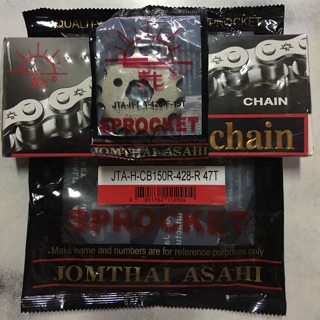 QUALITY
SPROCKET
JTA-H-
-428-F-15T
CHAIN
SPROCKET
chain
JOMTHAI ASAHI
JTA-H-CB150R-428-R 47T
SPROCKET
Make name and numbers are for reference purposes only
JOMTHAI ASAHI